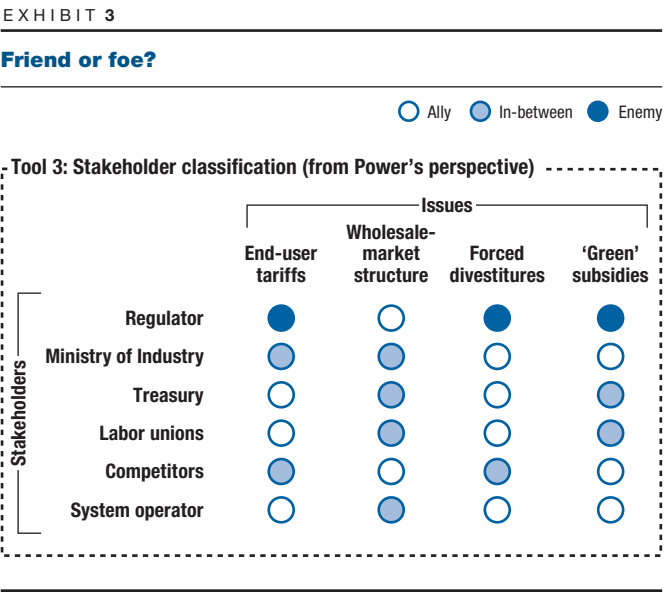 EXHIBIT 3
Friend or foe?
Ally In-between Enemy
Tool 3: Stakeholder classification (from Power’s perspective)
Issues
End-user tariffs
Wholesale-market structure
Forced divestitures
‘Green’ subsidies
Stakeholders
Regulator
Ministry of Industry
Treasury
Labor unions
Competitors
System operator